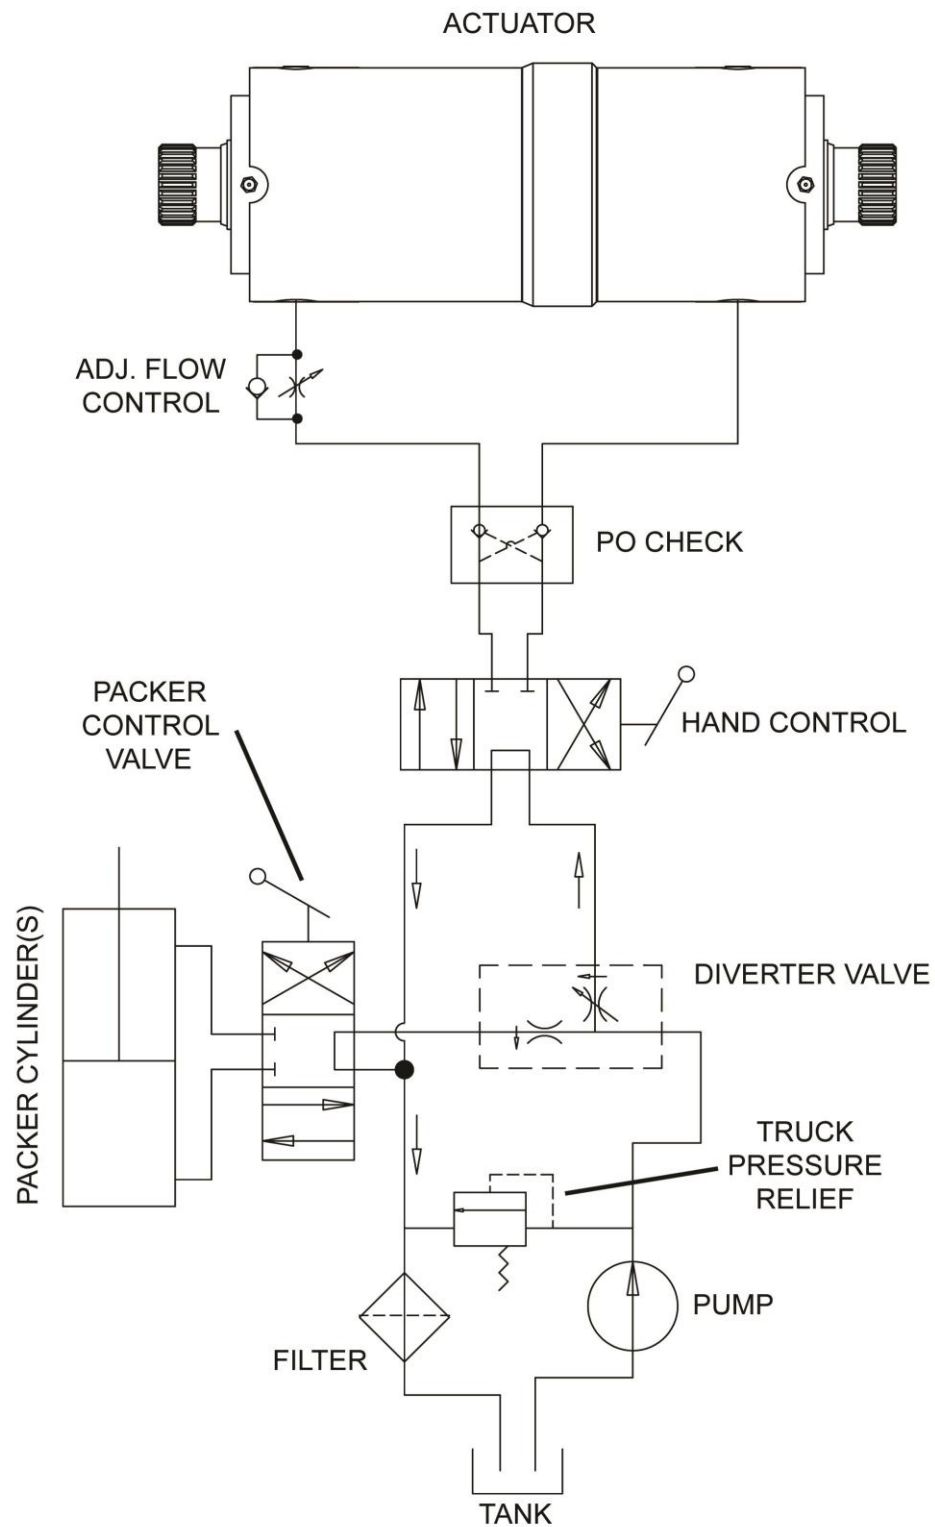 ACTUATOR
ADJ. FLOW
CONTROL
PO CHECK
PACKER
CONTROL
VALVE
HAND CONTROL
PACKER CYLINDER(S)
DIVERTER VALVE
TRUCK
PRESSURE
RELIEF
PUMP
FILTER
TANK